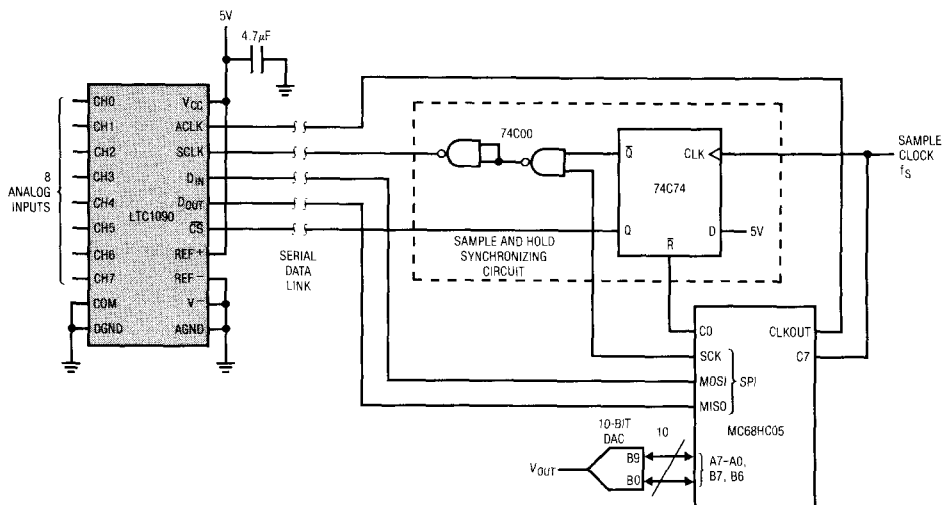 5V
4.7μF
8
ANALOG
INPUTS
CH0
CH1
CH2
CH3
CH4
CH5
CH6
CH7
COM
DGND
LTC1090
VCC
ACLK
SCLK
DIN
DOUT
C̅S̅
REF+
REF−
V−
AGND
SERIAL
DATA
LINK
74C00
Q̅
CLK
74C74
Q
R̅
D
5V
SAMPLE AND HOLD
SYNCHRONIZING
CIRCUIT
SAMPLE
CLOCK
fS
C0
CLKOUT
SCK
C7
MOSI
SPI
MISO
MC68HC05
A7-A0,
B7, B6
10-BIT
DAC
10
B9
B0
VOUT